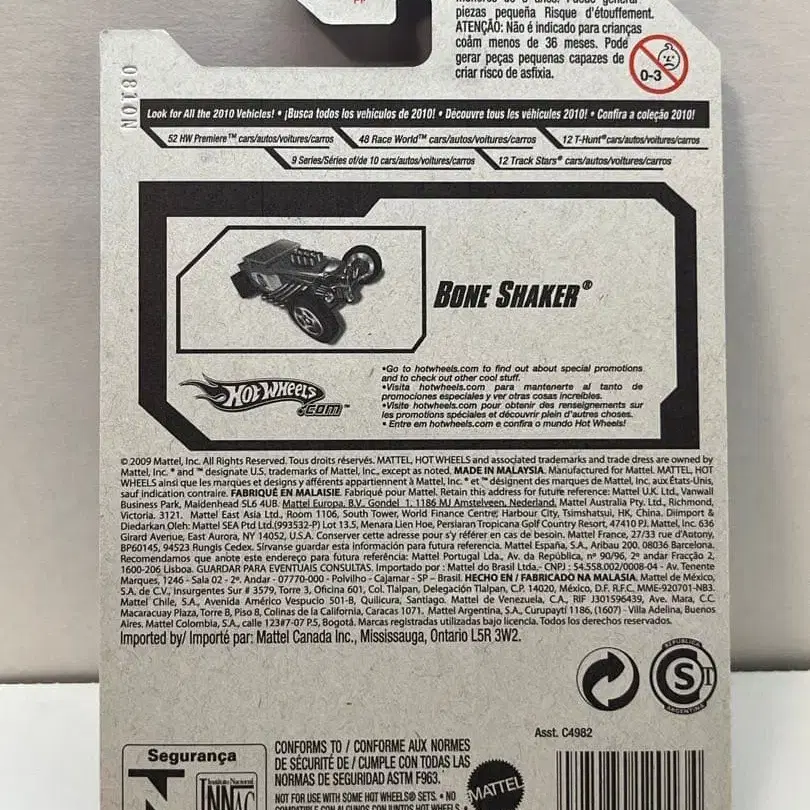 piezas pequeña Risque d'étouffement.
ATENÇÃO: Não é indicado para crianças
coâm menos de 36 meses. Pode
gerar peças pequenas capazes de
criar risco de asfixia.
0-3
0810N
Look for All the 2010 Vehicles! • ¡Busca todos los vehículos de 2010! • Découvre tous les véhicules 2010! • Confira a coleção 2010!
52 HW Premiere™ cars/autos/voitures/carros 48 Race World™ cars/autos/voitures/carros 12 T-Hunt® cars/autos/voitures/carros
9 Series/Séries of/de 10 cars/autos/voitures/carros 12 Track Stars® cars/autos/voitures/carros
BONE SHAKER®
•Go to hotwheels.com to find out about special promotions
and to check out other cool stuff.
•Visita hotwheels.com para mantenerte al tanto de
promociones especiales y ver otras cosas increíbles.
•Visite hotwheels.com pour obtenir des renseignements sur
les promotions spéciales et découvrir plein d'autres choses.
• Entre em hotwheels.com e confira o mundo Hot Wheels!
HOT WHEELS .COM™
© 2009 Mattel, Inc. All Rights Reserved. Tous droits réservés. MATTEL, HOT WHEELS and associated trademarks and trade dress are owned by
Mattel, Inc. ® and ™ designate U.S. trademarks of Mattel, Inc., except as noted. MADE IN MALAYSIA. Manufactured for Mattel. MATTEL, HOT
WHEELS ainsi que les marques et designs y afférents appartiennent à Mattel, Inc. ® et ™ désignent des marques de Mattel, Inc. aux États-Unis,
sauf indication contraire. FABRIQUÉ EN MALAISIE. Fabriqué pour Mattel. Retain this address for future reference: Mattel U.K. Ltd., Vanwall
Business Park, Maidenhead SL6 4UB. Mattel Europa, B.V., Gondel 1, 1186 MJ Amstelveen, Nederland. Mattel Australia Pty. Ltd., Richmond,
Victoria. 3121. Mattel East Asia Ltd., Room 1106, South Tower, World Finance Centre, Harbour City, Tsimshatsui, HK, China. Diimport &
Diedarkan Oleh: Mattel SEA Ptd Ltd.(993532-P) Lot 13.5, Menara Lien Hoe, Persiaran Tropicana Golf Country Resort, 47410 PJ. Mattel, Inc. 636
Girard Avenue, East Aurora, NY 14052, U.S.A. Conserver cette adresse pour s'y référer en cas de besoin. Mattel France, 27/33 rue d'Antony,
BP60145, 94523 Rungis Cedex. Sírvanse guardar esta información para futura referencia. Mattel España, S.A., Aribau 200. 08036 Barcelona.
Recomendamos que anote este endereço para futura referência: Mattel Portugal Lda., Av. da República, nº 90/96, 2º andar Fracção 2,
1600-206 Lisboa. GUARDAR PARA EVENTUAIS CONSULTAS. Importado por : Mattel do Brasil Ltda.- CNPJ : 54.558.002/0008-04 - Av. Tenente
Marques, 1246 - Sala 02 - 2º. Andar - 07770-000 - Polvilho - Cajamar - SP – Brasil. HECHO EN / FABRICADO NA MALASIA. Mattel de México,
S.A. de C.V., Insurgentes Sur # 3579, Torre 3, Oficina 601, Col. Tlalpan, Delegación Tlalpan, C.P. 14020, México, D.F. R.F.C. MME-920701-NB3.
Mattel Chile, S.A., Avenida Américo Vespucio 501-B, Quilicura, Santiago. Mattel de Venezuela, C.A., RIF J301596439, Ave. Mara, C.C.
Macaracuay Plaza, Torre B, Piso 8, Colinas de la California, Caracas 1071. Mattel Argentina, S.A., Curupaytí 1186, (1607) - Villa Adelina, Buenos
Aires. Mattel Colombia, S.A., calle 123#7-07 P.5, Bogotá. Marcas registradas utilizadas bajo licencia. Todos los derechos reservados.
Imported by/ Importé par: Mattel Canada Inc., Mississauga, Ontario L5R 3W2.
REPUBLICA
S
ARGENTINA
Asst. C4982
Segurança
Instituto Nacional
CONFORMS TO / CONFORME AUX NORMES
DE SÉCURITÉ DE / CUMPLE CON TODAS LAS
NORMAS DE SEGURIDAD ASTM F963.
NOT FOR USE WITH SOME HOT WHEELS® SETS. • NO
MATTEL